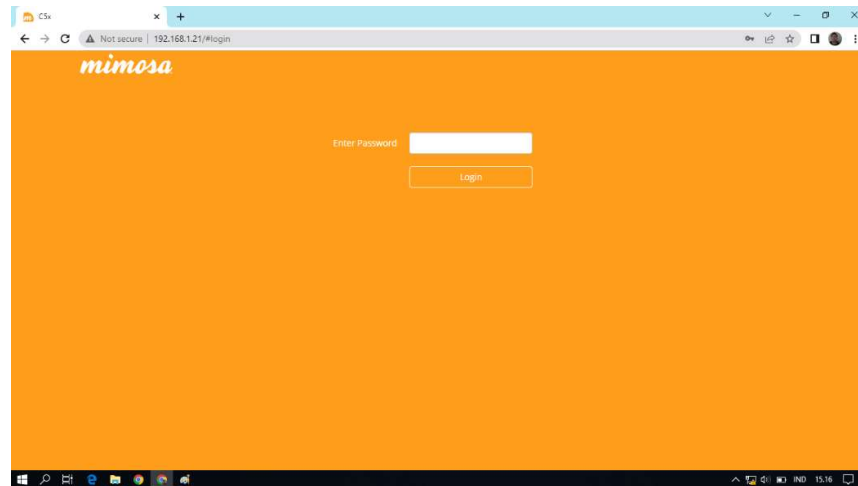 C5x
Not secure | 192.168.1.21/#login
mimosa
Enter Password
Login
IND 15.16